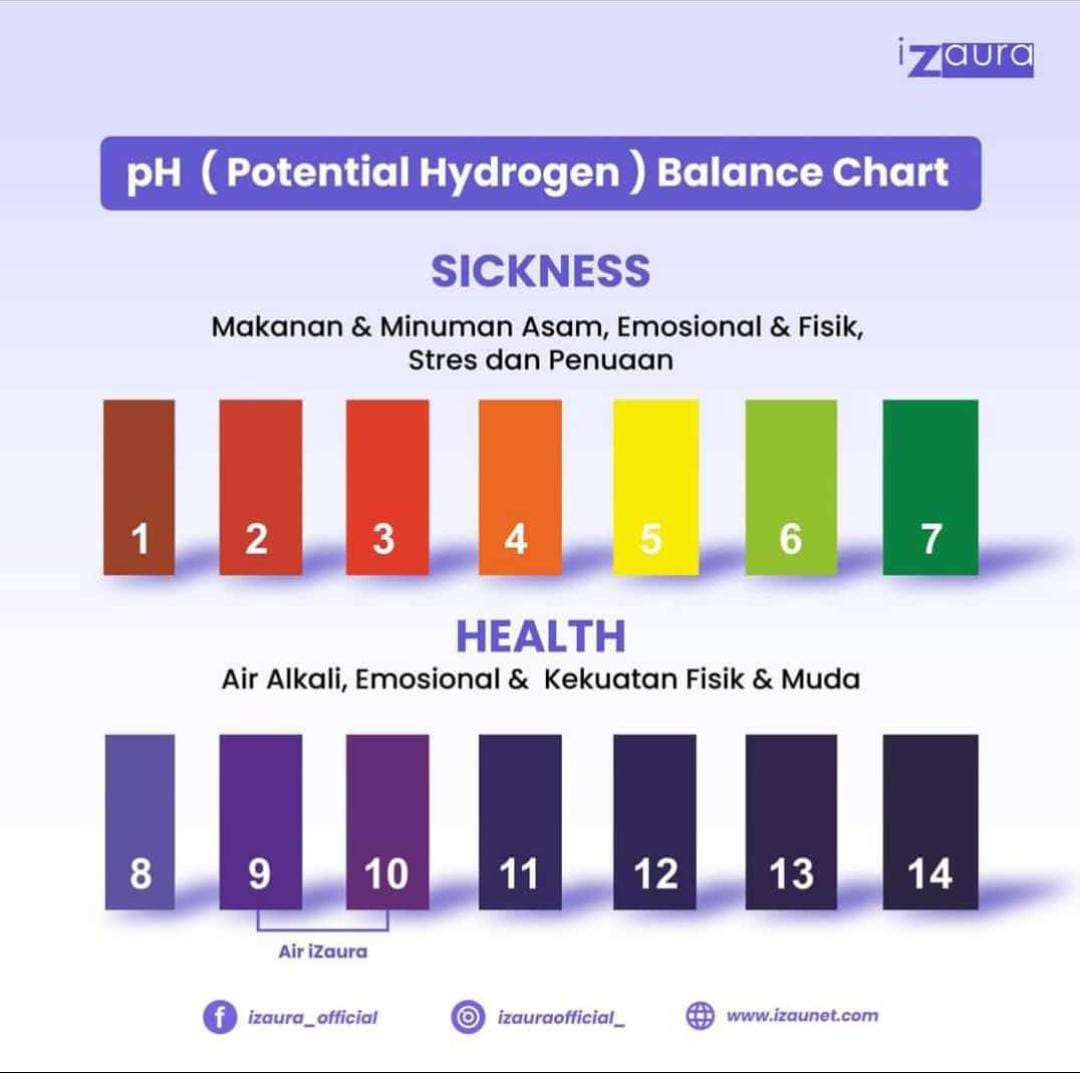 izaura
pH ( Potential Hydrogen ) Balance Chart
SICKNESS
Makanan & Minuman Asam, Emosional & Fisik,
Stres dan Penuaan
1 2 3 4 5 6 7
HEALTH
Air Alkali, Emosional & Kekuatan Fisik & Muda
8 9 10 11 12 13 14
Air iZaura
izaura_official izauraofficial_ www.izaunet.com